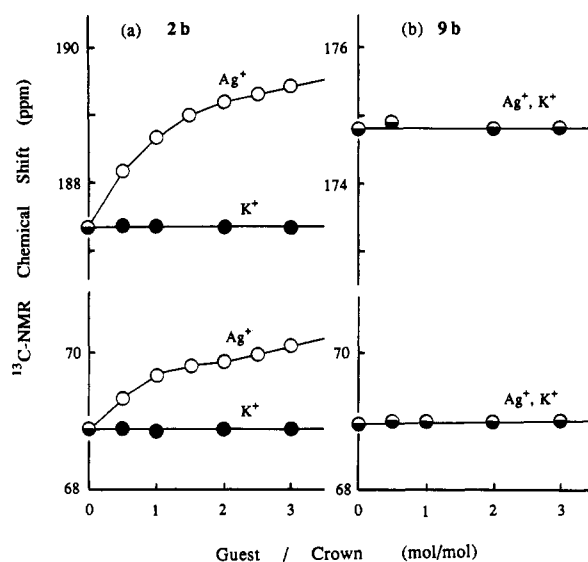 (a) 2b
(b) 9b
190
Ag⁺
188
K⁺
70
Ag⁺
K⁺
68
0 1 2 3
176
Ag⁺, K⁺
174
70
Ag⁺, K⁺
68
0 1 2 3
¹³C-NMR Chemical Shift (ppm)
Guest / Crown (mol/mol)